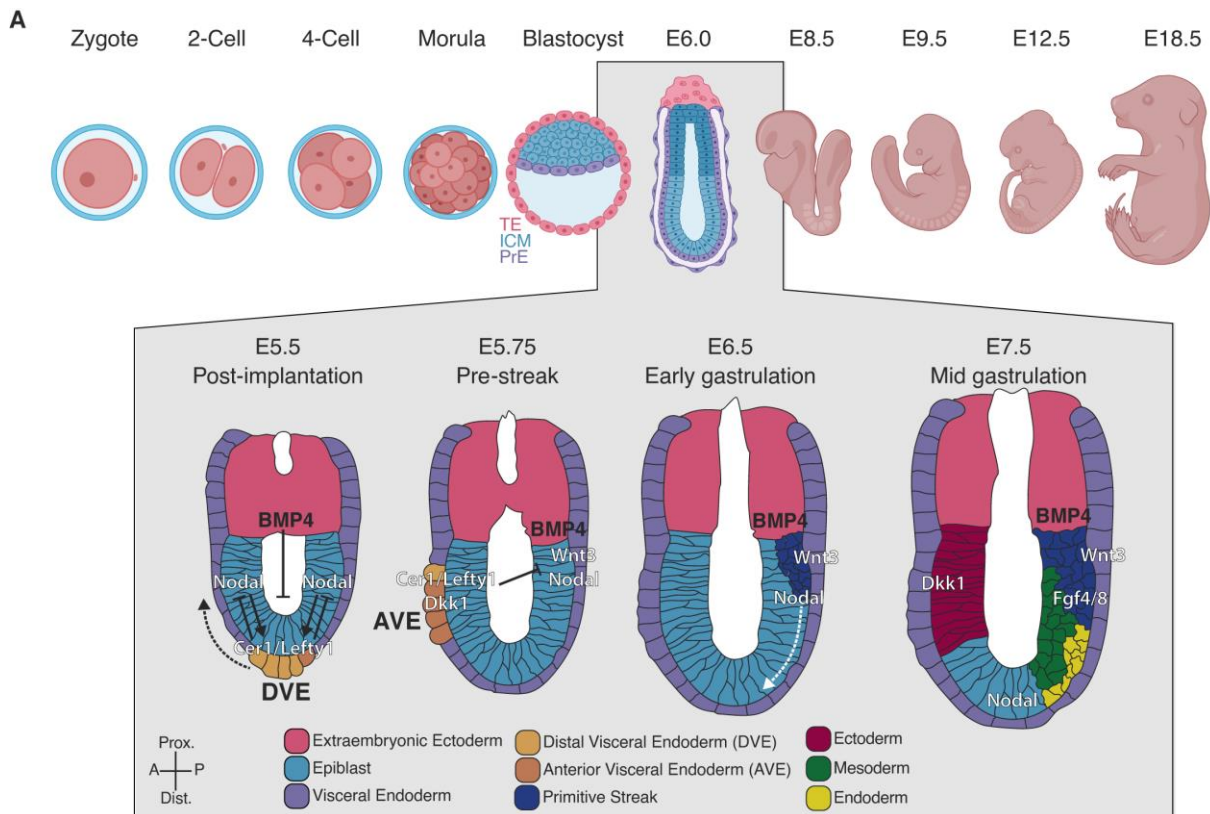 A
Zygote 2-Cell 4-Cell Morula Blastocyst E6.0 E8.5 E9.5 E12.5 E18.5
TE
ICM
PrE
E5.5
Post-implantation
E5.75
Pre-streak
E6.5
Early gastrulation
E7.5
Mid gastrulation
BMP4
Nodal Nodal
Cer1/Lefty1
DVE
BMP4
Wnt3
Cer1/Lefty1 Nodal
Dkk1
AVE
BMP4
Wnt3
Nodal
BMP4
Wnt3
Dkk1 Fgf4/8
Nodal
Prox.
A P
Dist.
Extraembryonic Ectoderm
Epiblast
Visceral Endoderm
Distal Visceral Endoderm (DVE)
Anterior Visceral Endoderm (AVE)
Primitive Streak
Ectoderm
Mesoderm
Endoderm